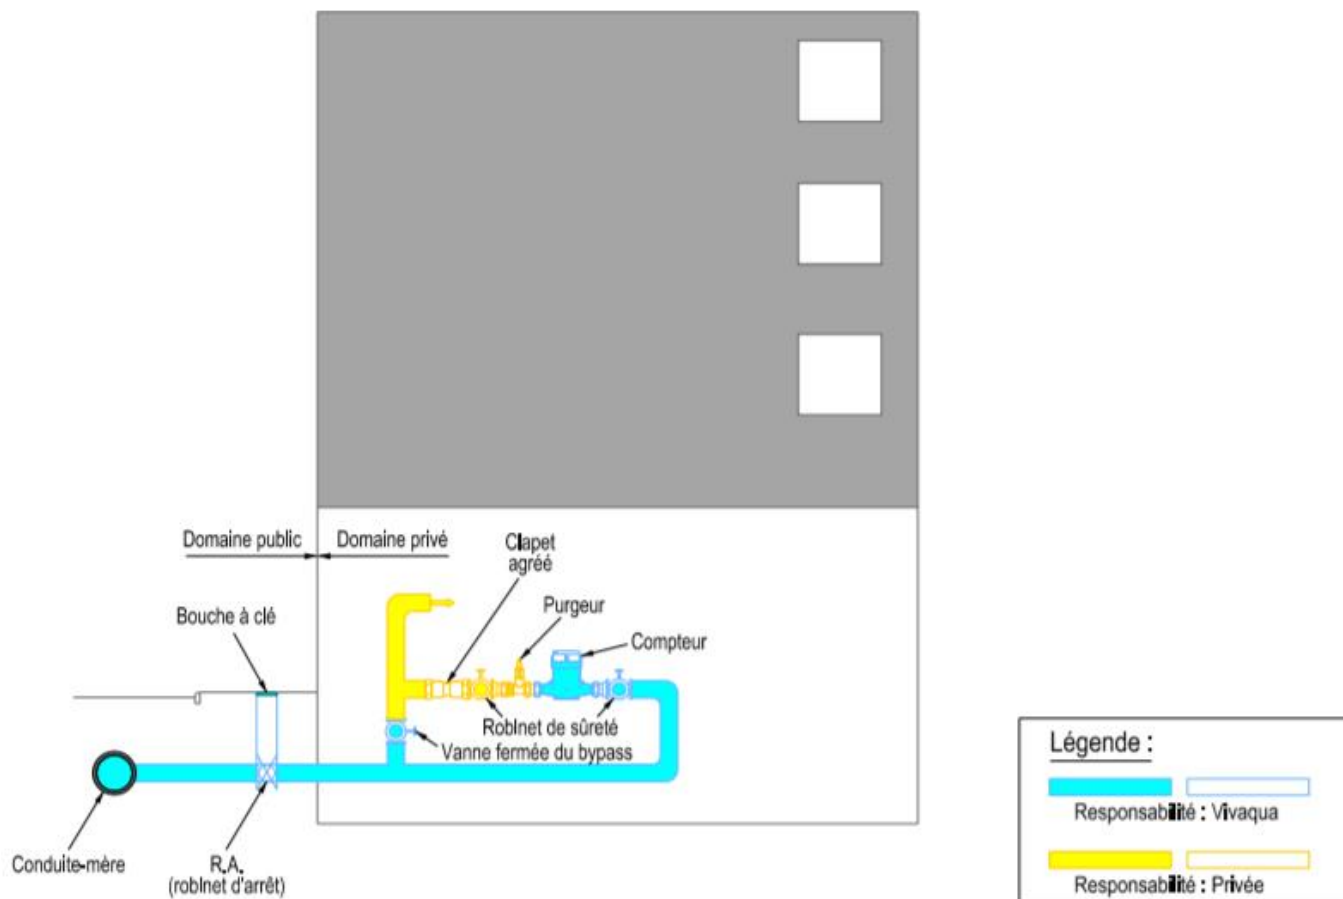 Domaine public
Domaine privé
Clapet
agréé
Purgeur
Bouche à clé
Compteur
Robinet de sûreté
Vanne fermée du bypass
Conduite-mère
R.A.
(robinet d'arrêt)
Légende :
Responsabilité : Vivaqua
Responsabilité : Privée